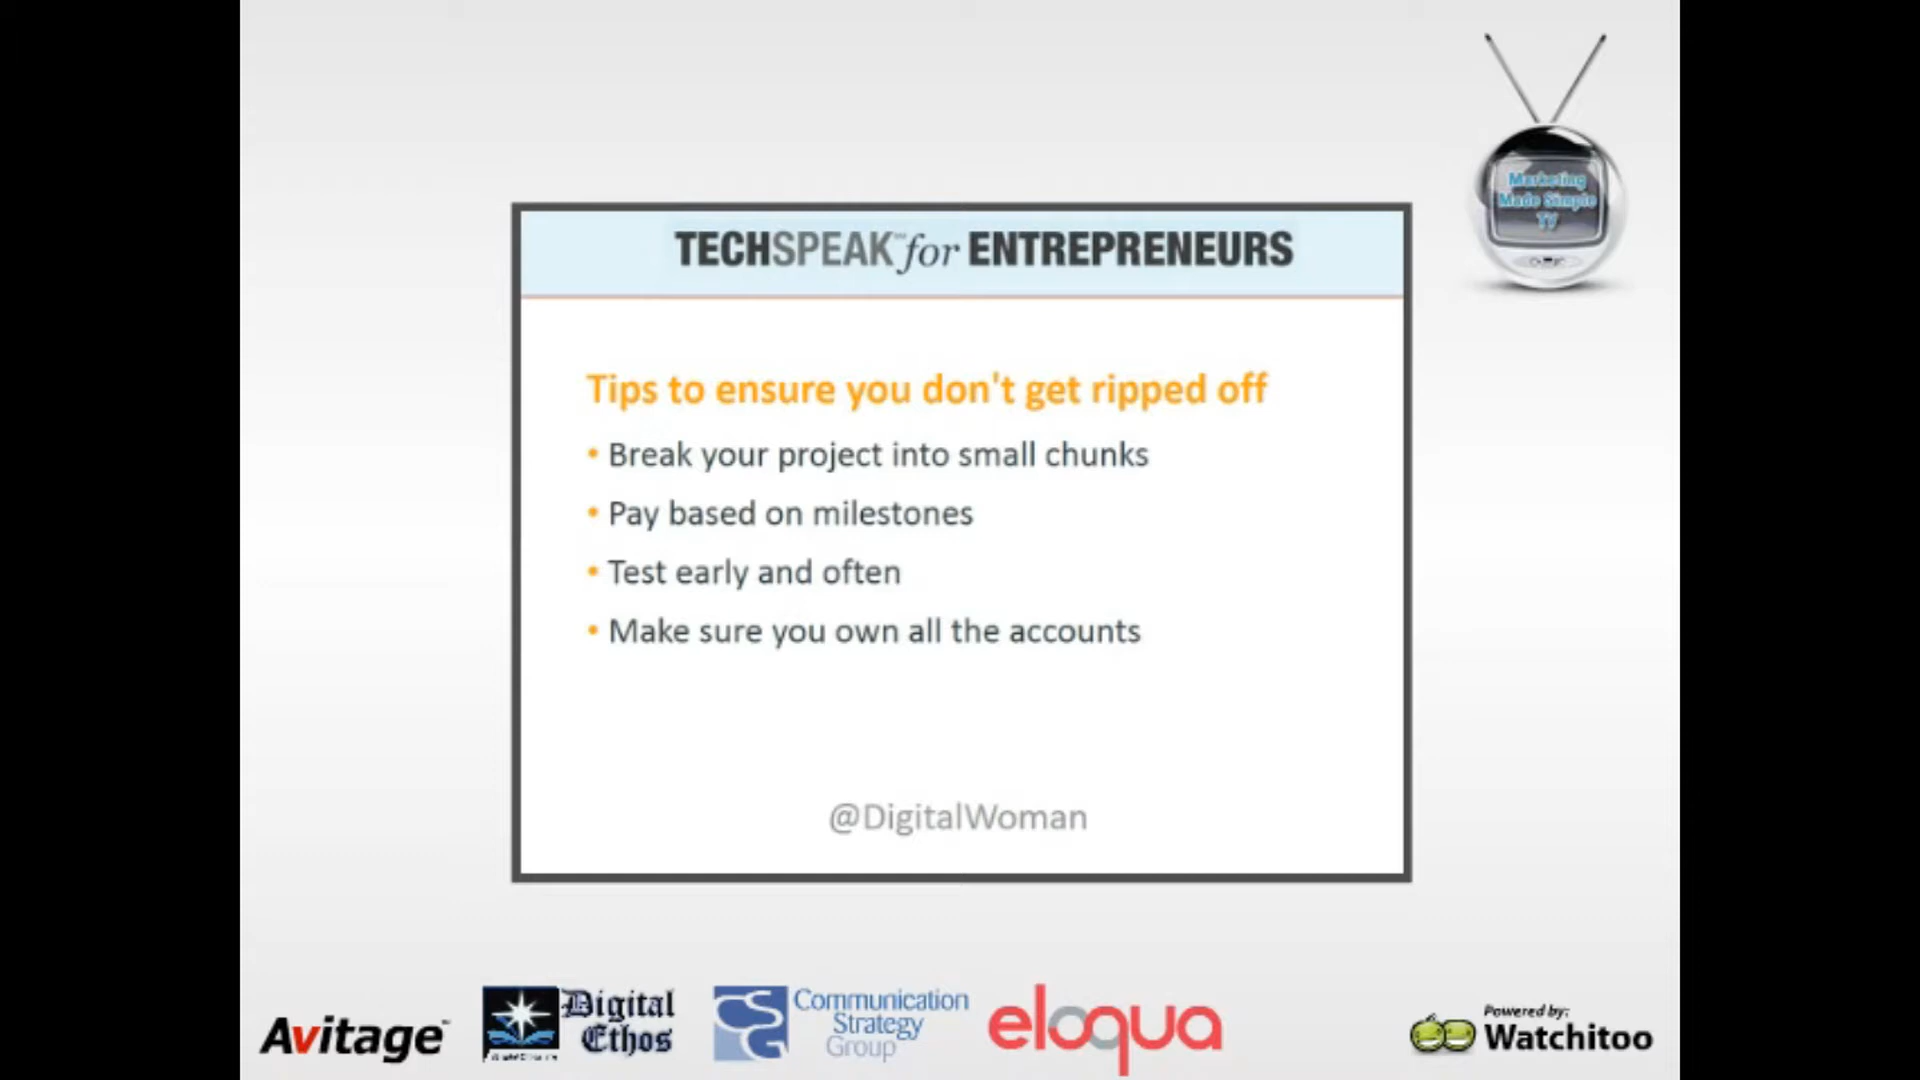 Marketing
Made Simple
TV
TECHSPEAK™ for ENTREPRENEURS
Tips to ensure you don't get ripped off
• Break your project into small chunks
• Pay based on milestones
• Test early and often
• Make sure you own all the accounts
@DigitalWoman
Avitage™
Digital
Ethos
Communication
Strategy
Group
eloqua
Powered by:
Watchitoo